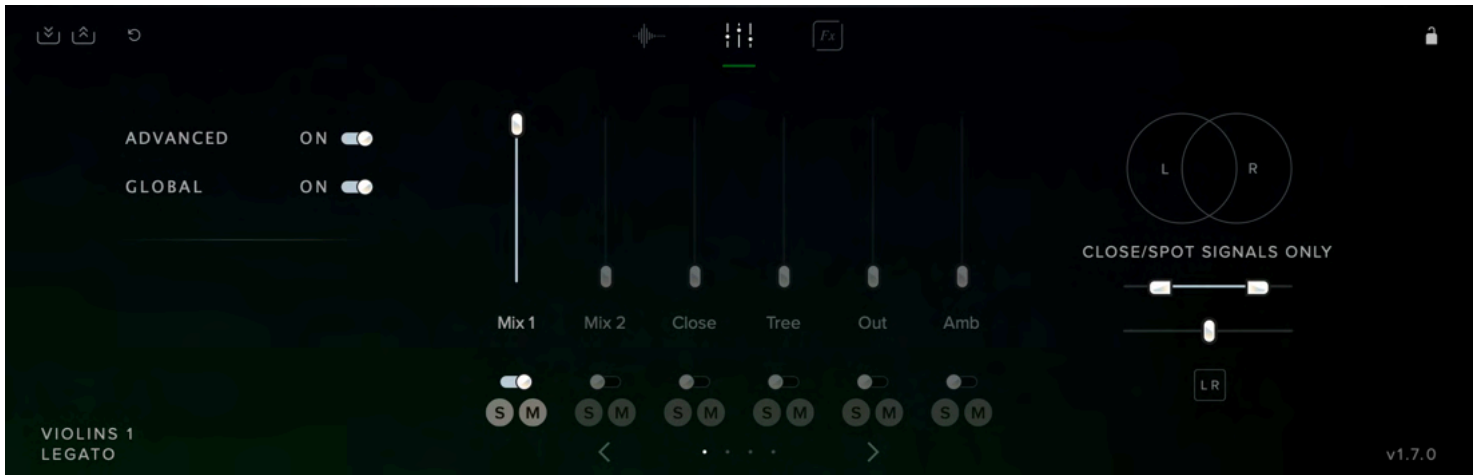 Fx
ADVANCED ON
GLOBAL ON
L R
CLOSE/SPOT SIGNALS ONLY
Mix 1 Mix 2 Close Tree Out Amb
LR
S M S M S M S M S M S M
VIOLINS 1
LEGATO
v1.7.0